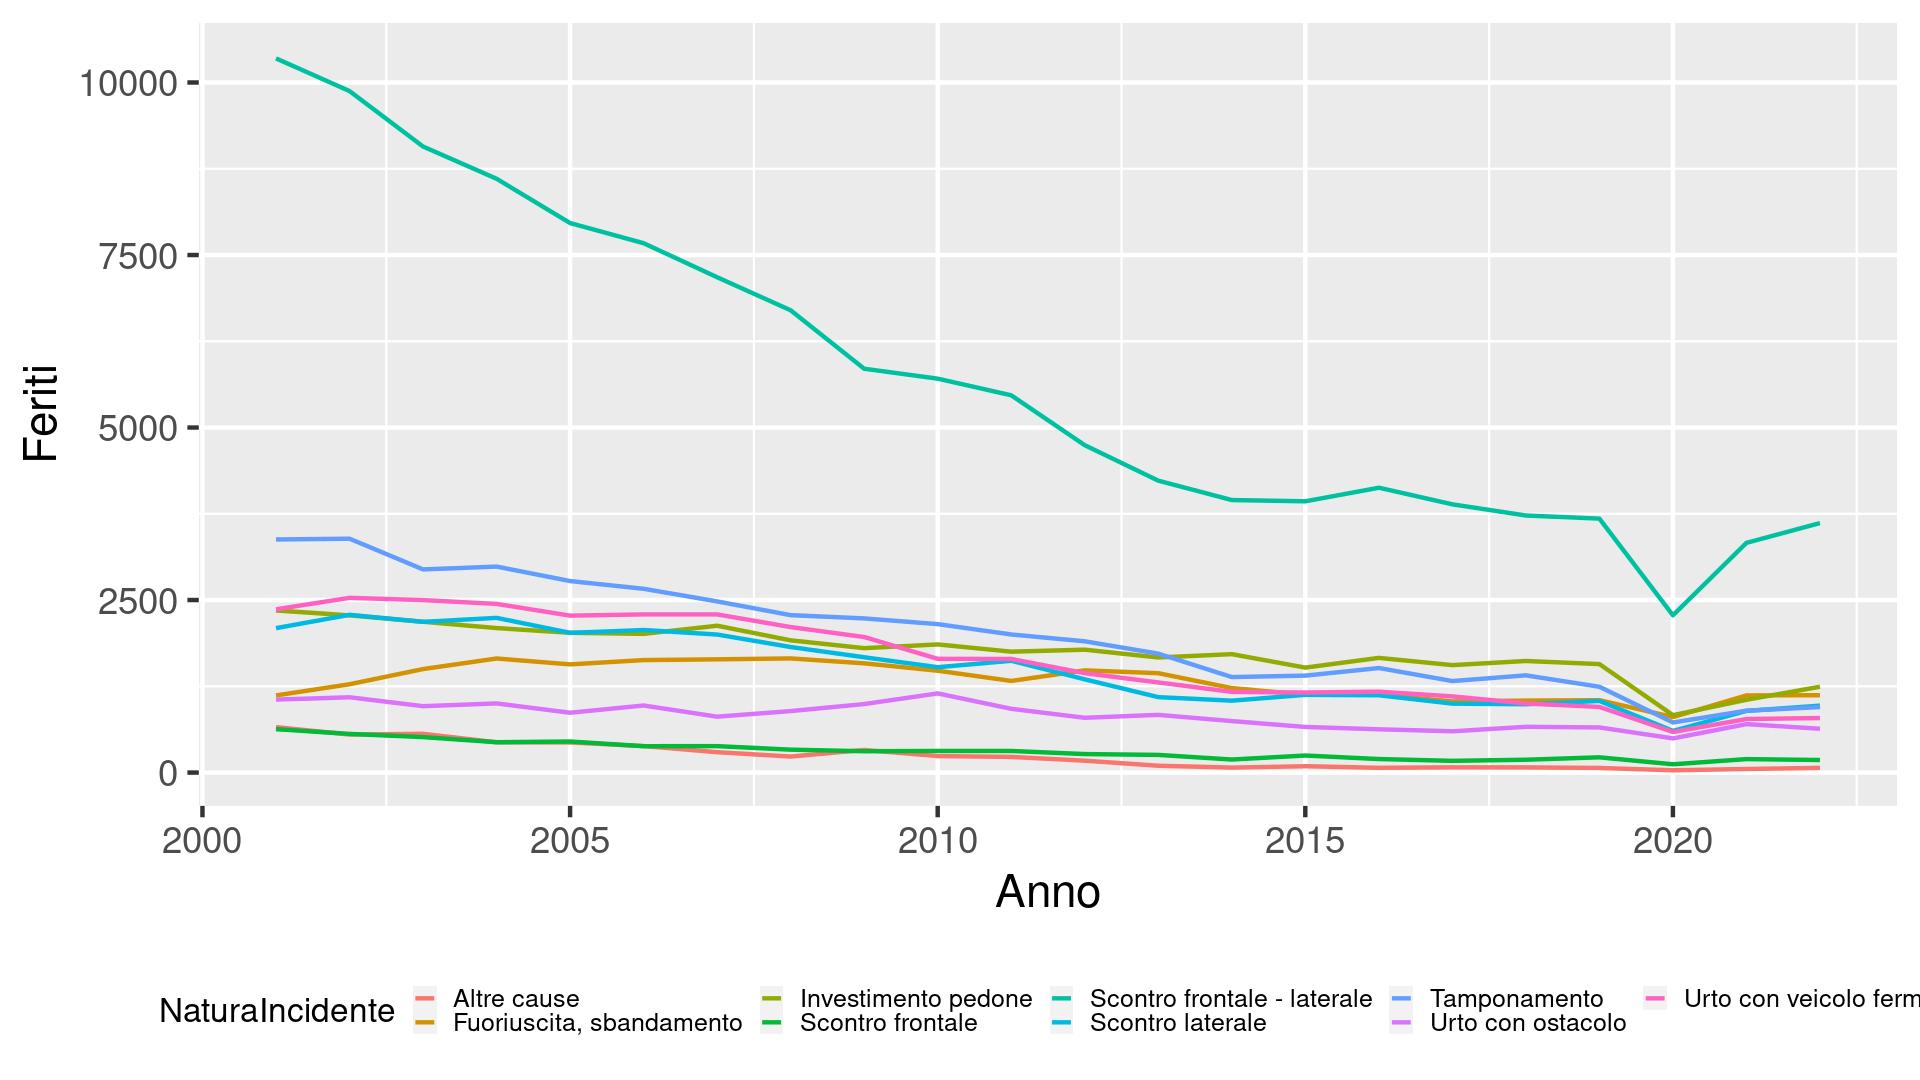 10000
7500
5000
2500
0
Feriti
2000 2005 2010 2015 2020
Anno
NaturaIncidente
Altre cause Investimento pedone Scontro frontale - laterale Tamponamento Urto con veicolo ferm
Fuoriuscita, sbandamento Scontro frontale Scontro laterale Urto con ostacolo